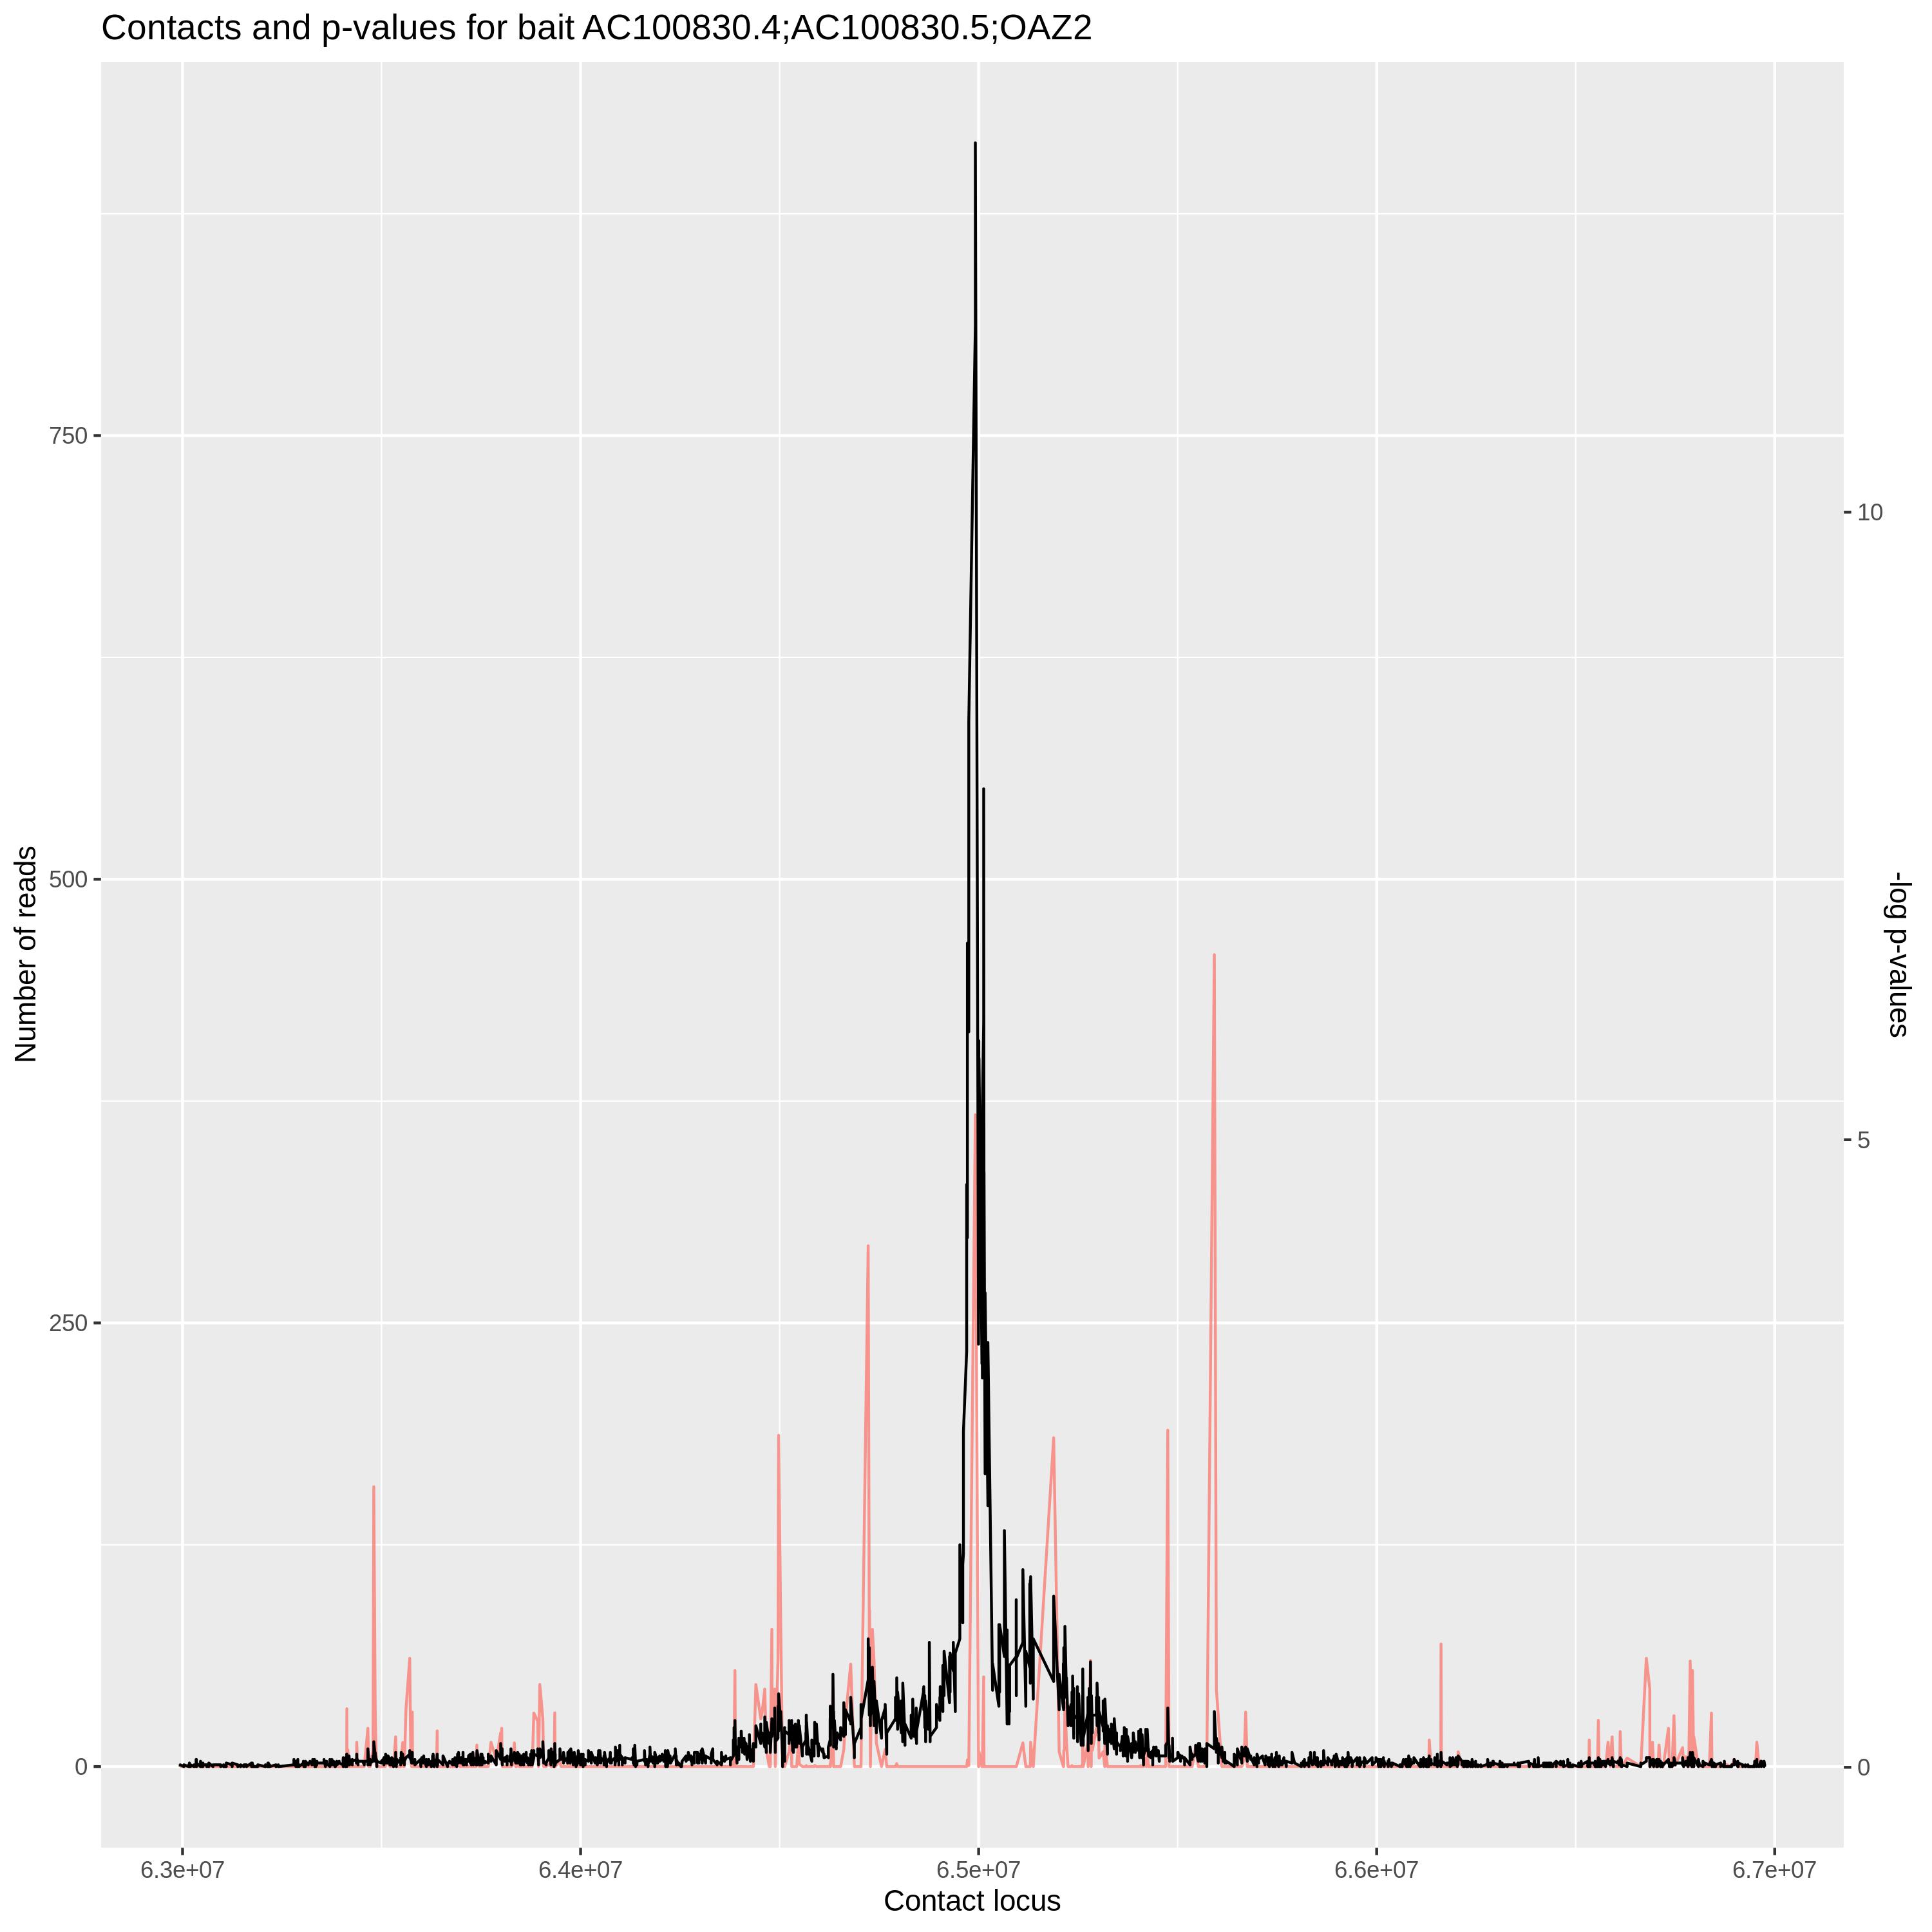 Contacts and p-values for bait AC100830.4;AC100830.5;OAZ2
750
500
250
0
Number of reads
10
5
0
-log p-values
6.3e+07
6.4e+07
6.5e+07
6.6e+07
6.7e+07
Contact locus